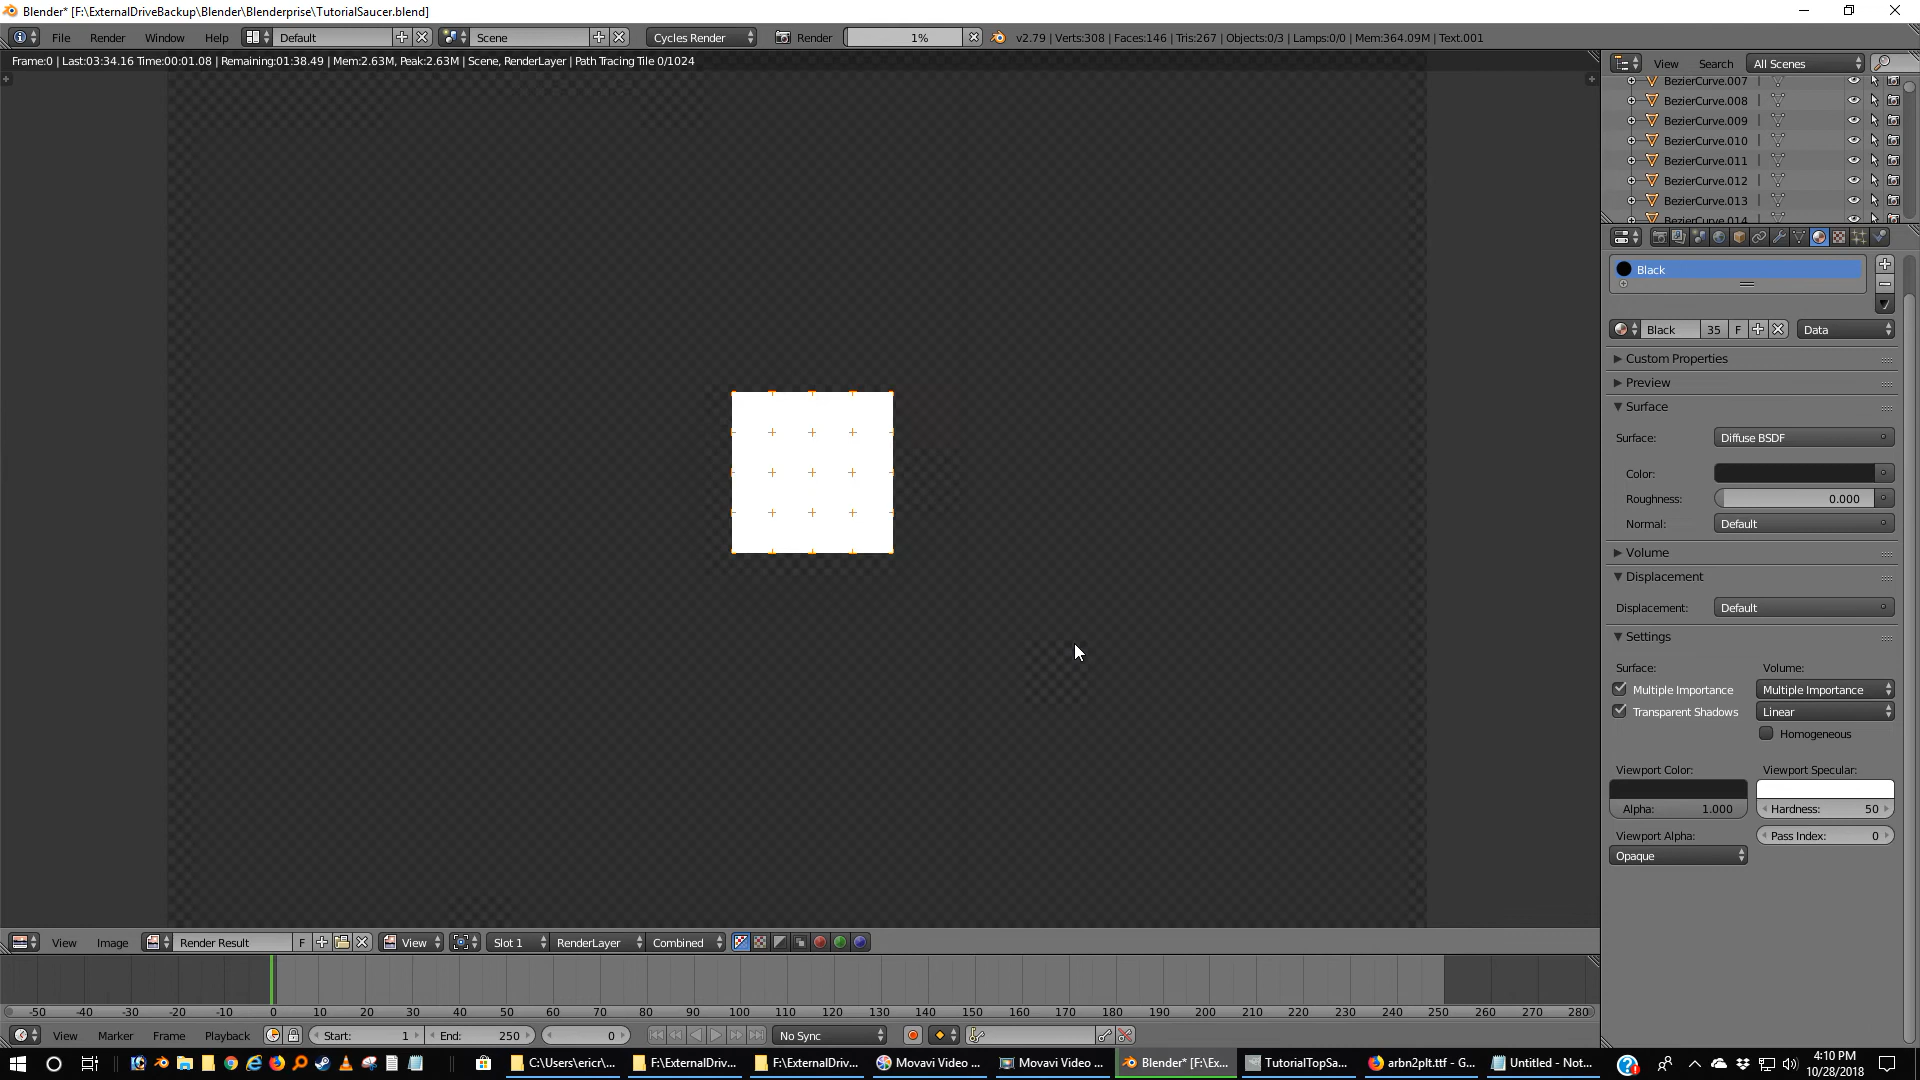 Blender* [F:\ExternalDriveBackup\Blender\Blenderprise\TutorialSaucer.blend]
File Render Window Help Default Scene Cycles Render Render 1% v2.79 | Verts:308 | Faces:146 | Tris:267 | Objects:0/3 | Lamps:0/0 | Mem:364.09M | Text.001
Frame:0 | Last:03:34.16 Time:00:01.08 | Remaining:01:38.49 | Mem:2.63M, Peak:2.63M | Scene, RenderLayer | Path Tracing Tile 0/1024
View Search All Scenes
BezierCurve.007
BezierCurve.008
BezierCurve.009
BezierCurve.010
BezierCurve.011
BezierCurve.012
BezierCurve.013
BezierCurve.014
Black
Black 35 F Data
Custom Properties
Preview
Surface
Surface: Diffuse BSDF
Color:
Roughness: 0.000
Normal: Default
Volume
Displacement
Displacement: Default
Settings
Surface: Volume:
Multiple Importance Multiple Importance
Transparent Shadows Linear
Homogeneous
Viewport Color: Viewport Specular:
Alpha: 1.000 Hardness: 50
Viewport Alpha: Pass Index: 0
Opaque
View Image Render Result F View Slot 1 RenderLayer Combined
-50 -40 -30 -20 -10 0 10 20 30 40 50 60 70 80 90 100 110 120 130 140 150 160 170 180 190 200 210 220 230 240 250 260 270 280
View Marker Frame Playback Start: 1 End: 250 0 No Sync
C:\Users\ericr\... F:\ExternalDriv... F:\ExternalDriv... Movavi Video ... Movavi Video ... Blender* [F:\Ex... TutorialTopSa... arbn2plt.ttf - G... Untitled - Not...
4:10 PM
10/28/2018